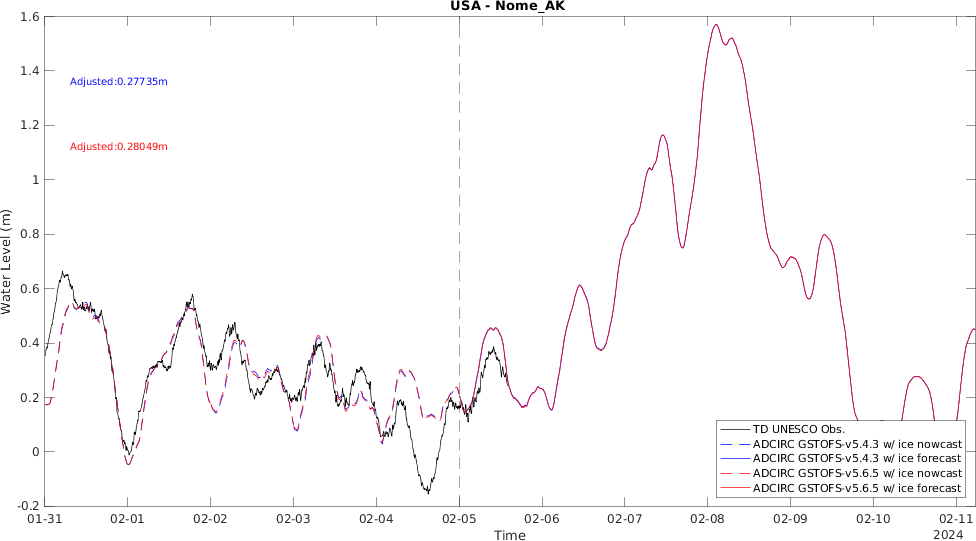 USA - Nome_AK
1.6
1.4
1.2
1
0.8
0.6
0.4
0.2
0
-0.2
Water Level (m)
Adjusted:0.27735m
Adjusted:0.28049m
TD UNESCO Obs.
ADCIRC GSTOFS-v5.4.3 w/ ice nowcast
ADCIRC GSTOFS-v5.4.3 w/ ice forecast
ADCIRC GSTOFS-v5.6.5 w/ ice nowcast
ADCIRC GSTOFS-v5.6.5 w/ ice forecast
01-31 02-01 02-02 02-03 02-04 02-05 02-06 02-07 02-08 02-09 02-10 02-11
Time
2024